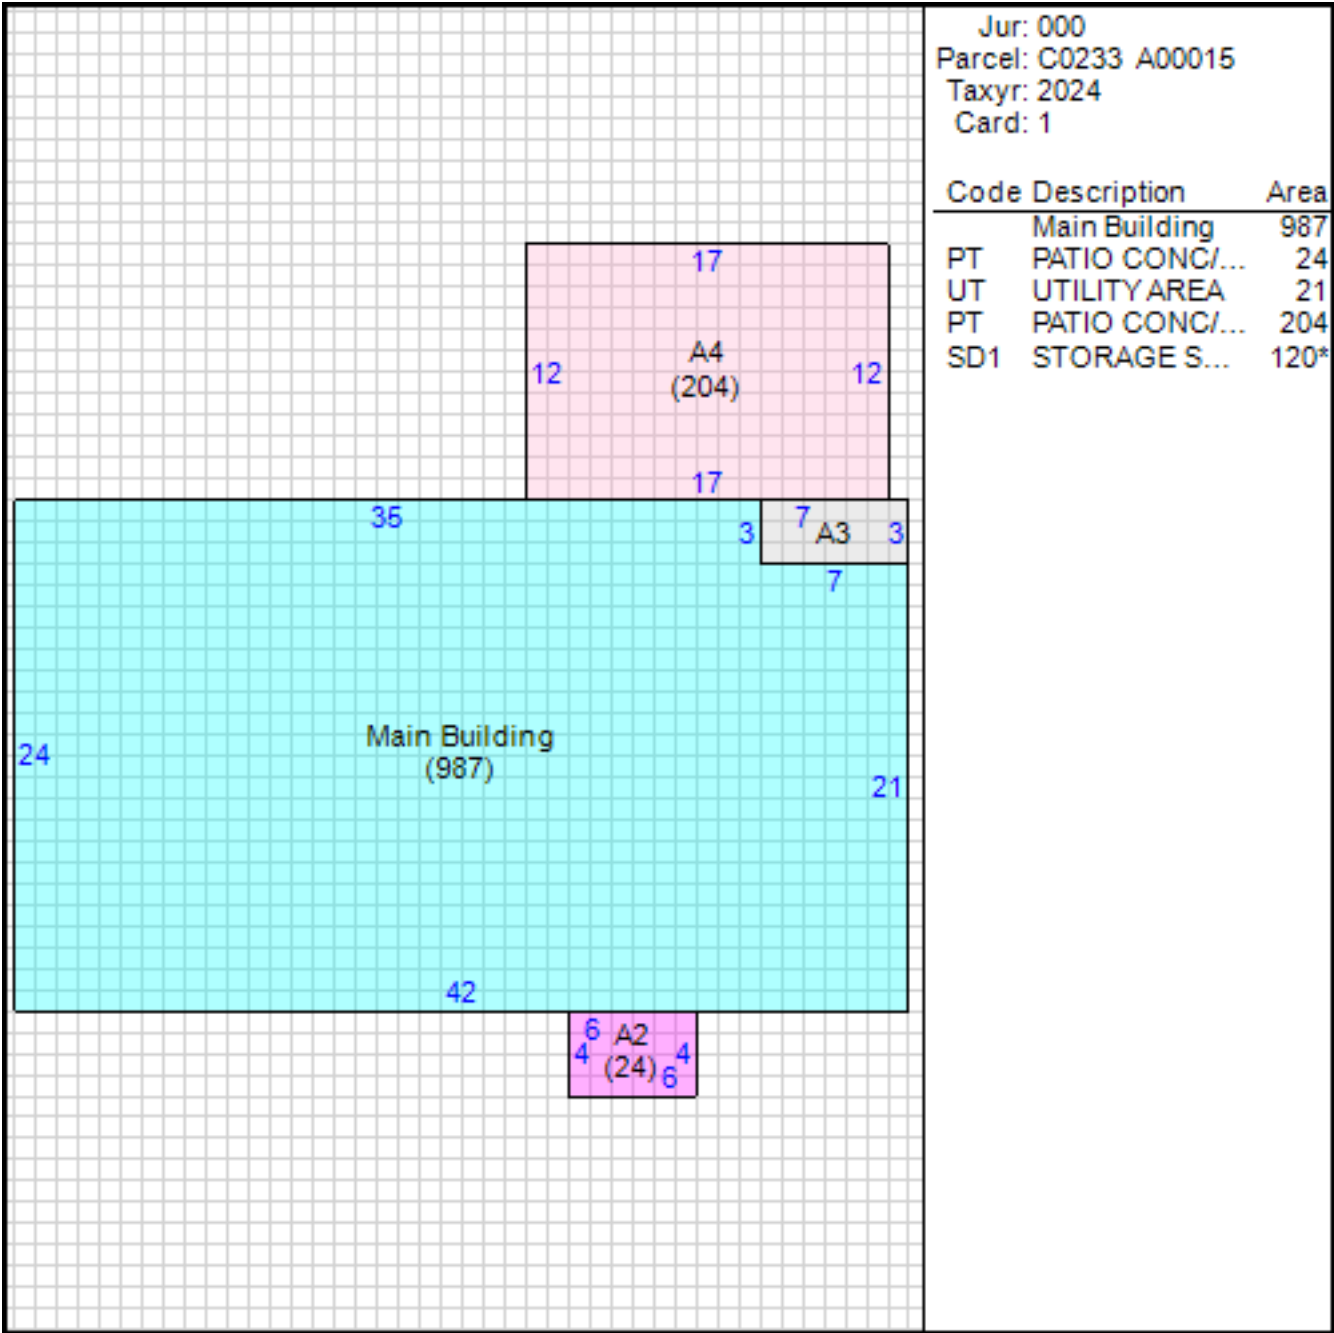 Jur: 000
Parcel: C0233 A00015
Taxyr: 2024
Card: 1
Code Description Area
Main Building 987
PT PATIO CONC/... 24
UT UTILITY AREA 21
PT PATIO CONC/... 204
SD1 STORAGE S... 120*
17
A4
12 12
(204)
17
35
7
3 A3 3
7
Main Building
24
(987)
21
42
6 A2
4 4
(24) 6